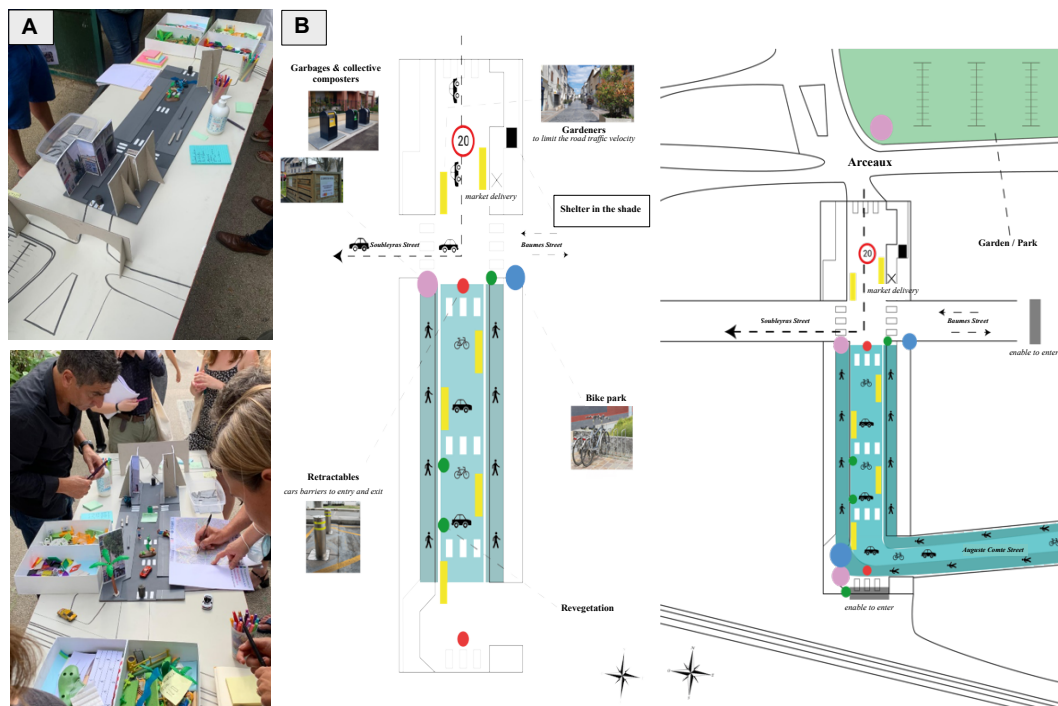 A
B
Garbages & collective
composters
20
market delivery
Gardeners
to limit the road traffic velocity
Shelter in the shade
Soubleyras Street
Baumes Street
Bike park
Retractables
cars barriers to entry and exit
Revegetation
Arceaux
Garden / Park
20
market delivery
Soubleyras Street
Baumes Street
enable to enter
Auguste Comte Street
enable to enter